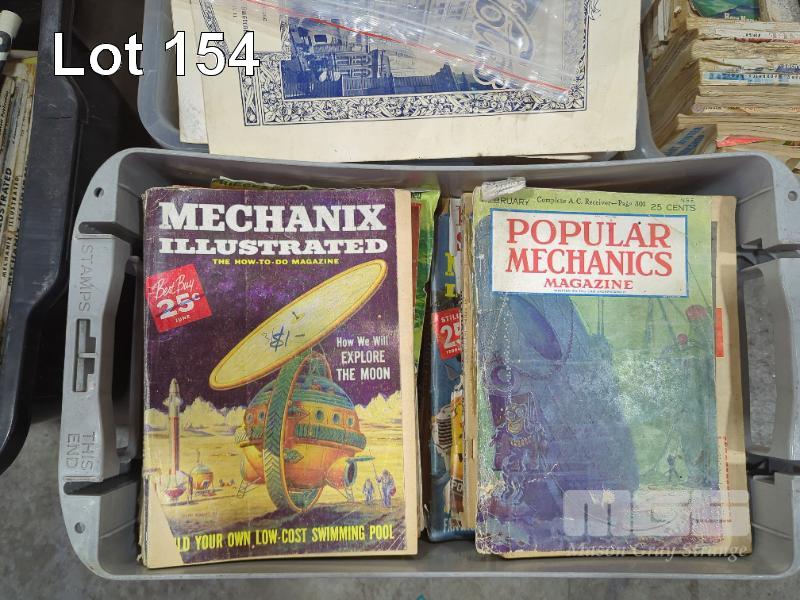 Lot 154
MECHANIX
ILLUSTRATED
THE HOW-TO-DO MAGAZINE
Best Buy
25¢
JUNE
$1-
How We Will
EXPLORE
THE MOON
LD YOUR OWN, LOW-COST SWIMMING POOL
Complete A. C. Receiver—Page 300
25 CENTS
POPULAR
MECHANICS
MAGAZINE
STAMPS
THIS
END
Mason Gray Strange